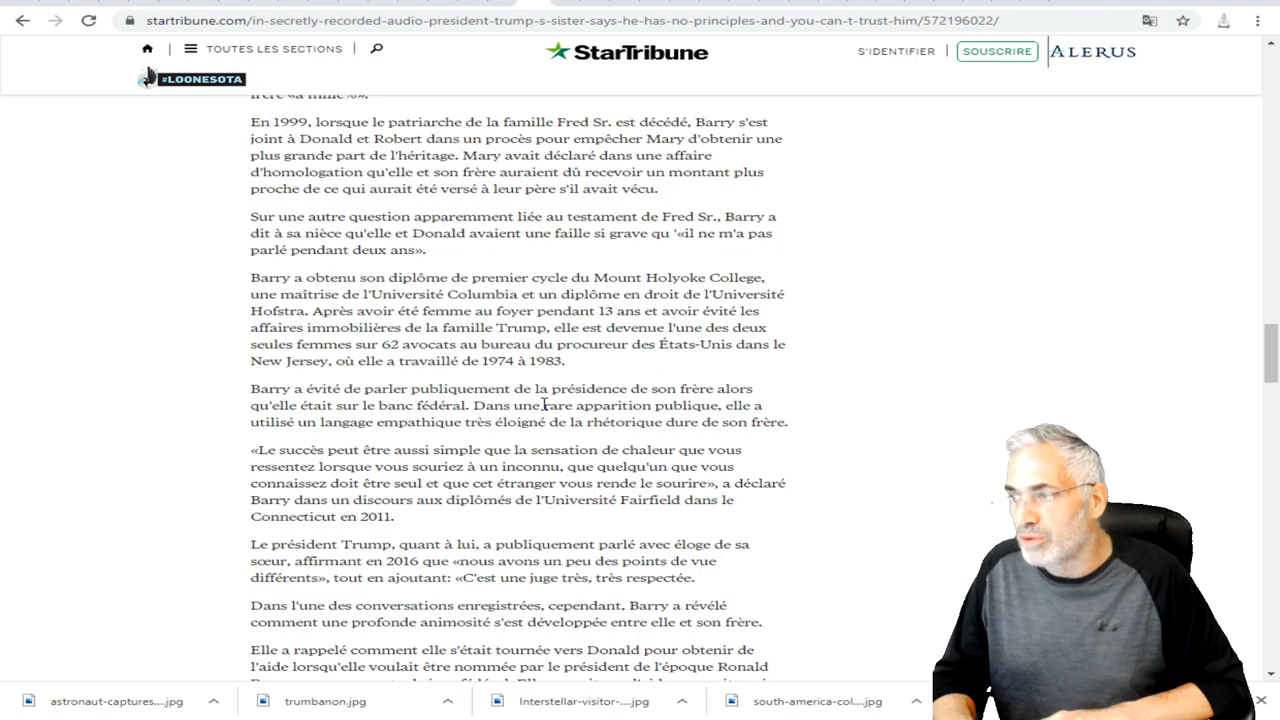 startribune.com/in-secretly-recorded-audio-president-trump-s-sister-says-he-has-no-principles-and-you-can-t-trust-him/572196022/
TOUTES LES SECTIONS
StarTribune
S'IDENTIFIER
SOUSCRIRE
ALERUS
#LOONESOTA
frère «à mille%».
En 1999, lorsque le patriarche de la famille Fred Sr. est décédé, Barry s'est
joint à Donald et Robert dans un procès pour empêcher Mary d'obtenir une
plus grande part de l'héritage. Mary avait déclaré dans une affaire
d'homologation qu'elle et son frère auraient dû recevoir un montant plus
proche de ce qui aurait été versé à leur père s'il avait vécu.
Sur une autre question apparemment liée au testament de Fred Sr., Barry a
dit à sa nièce qu'elle et Donald avaient une faille si grave qu '«il ne m'a pas
parlé pendant deux ans».
Barry a obtenu son diplôme de premier cycle du Mount Holyoke College,
une maîtrise de l'Université Columbia et un diplôme en droit de l'Université
Hofstra. Après avoir été femme au foyer pendant 13 ans et avoir évité les
affaires immobilières de la famille Trump, elle est devenue l'une des deux
seules femmes sur 62 avocats au bureau du procureur des États-Unis dans le
New Jersey, où elle a travaillé de 1974 à 1983.
Barry a évité de parler publiquement de la présidence de son frère alors
qu'elle était sur le banc fédéral. Dans une rare apparition publique, elle a
utilisé un langage empathique très éloigné de la rhétorique dure de son frère.
«Le succès peut être aussi simple que la sensation de chaleur que vous
ressentez lorsque vous souriez à un inconnu, que quelqu'un que vous
connaissez doit être seul et que cet étranger vous rende le sourire», a déclaré
Barry dans un discours aux diplômés de l'Université Fairfield dans le
Connecticut en 2011.
Le président Trump, quant à lui, a publiquement parlé avec éloge de sa
sœur, affirmant en 2016 que «nous avons un peu des points de vue
différents», tout en ajoutant: «C'est une juge très, très respectée.
Dans l'une des conversations enregistrées, cependant, Barry a révélé
comment une profonde animosité s'est développée entre elle et son frère.
Elle a rappelé comment elle s'était tournée vers Donald pour obtenir de
l'aide lorsqu'elle voulait être nommée par le président de l'époque Ronald
astronaut-captures....jpg
trumbanon.jpg
Interstellar-visitor-....jpg
south-america-col....jpg